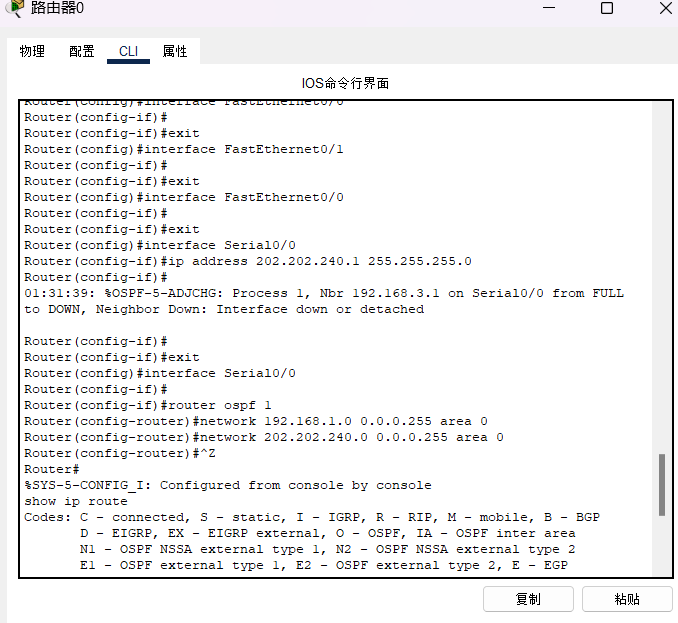 路由器0
物理 配置 CLI 属性
IOS命令行界面
Router(config)#interface FastEthernet0/0
Router(config-if)#
Router(config-if)#exit
Router(config)#interface FastEthernet0/1
Router(config-if)#
Router(config-if)#exit
Router(config)#interface FastEthernet0/0
Router(config-if)#
Router(config-if)#exit
Router(config)#interface Serial0/0
Router(config-if)#ip address 202.202.240.1 255.255.255.0
Router(config-if)#
01:31:39: %OSPF-5-ADJCHG: Process 1, Nbr 192.168.3.1 on Serial0/0 from FULL
to DOWN, Neighbor Down: Interface down or detached
Router(config-if)#
Router(config-if)#exit
Router(config)#interface Serial0/0
Router(config-if)#
Router(config-if)#router ospf 1
Router(config-router)#network 192.168.1.0 0.0.0.255 area 0
Router(config-router)#network 202.202.240.0 0.0.0.255 area 0
Router(config-router)#^Z
Router#
%SYS-5-CONFIG_I: Configured from console by console
show ip route
Codes: C - connected, S - static, I - IGRP, R - RIP, M - mobile, B - BGP
D - EIGRP, EX - EIGRP external, O - OSPF, IA - OSPF inter area
N1 - OSPF NSSA external type 1, N2 - OSPF NSSA external type 2
E1 - OSPF external type 1, E2 - OSPF external type 2, E - EGP
复制 粘贴